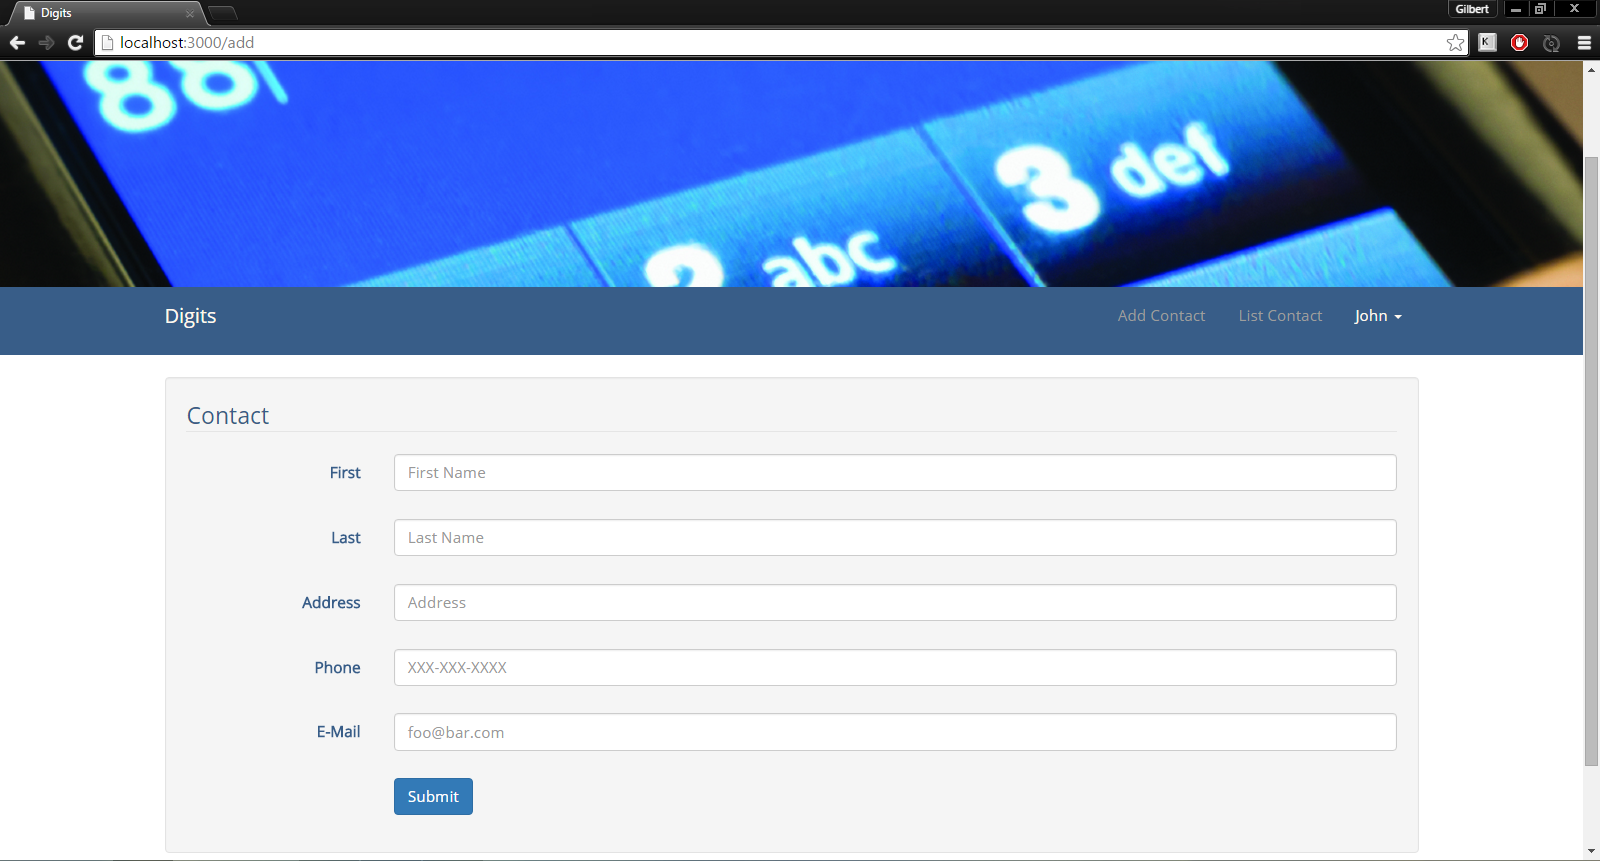 Digits
Gilbert
localhost:3000/add
K
88
3 def
2 abc
Digits
Add Contact
List Contact
John
Contact
First
First Name
Last
Last Name
Address
Address
Phone
XXX-XXX-XXXX
E-Mail
foo@bar.com
Submit